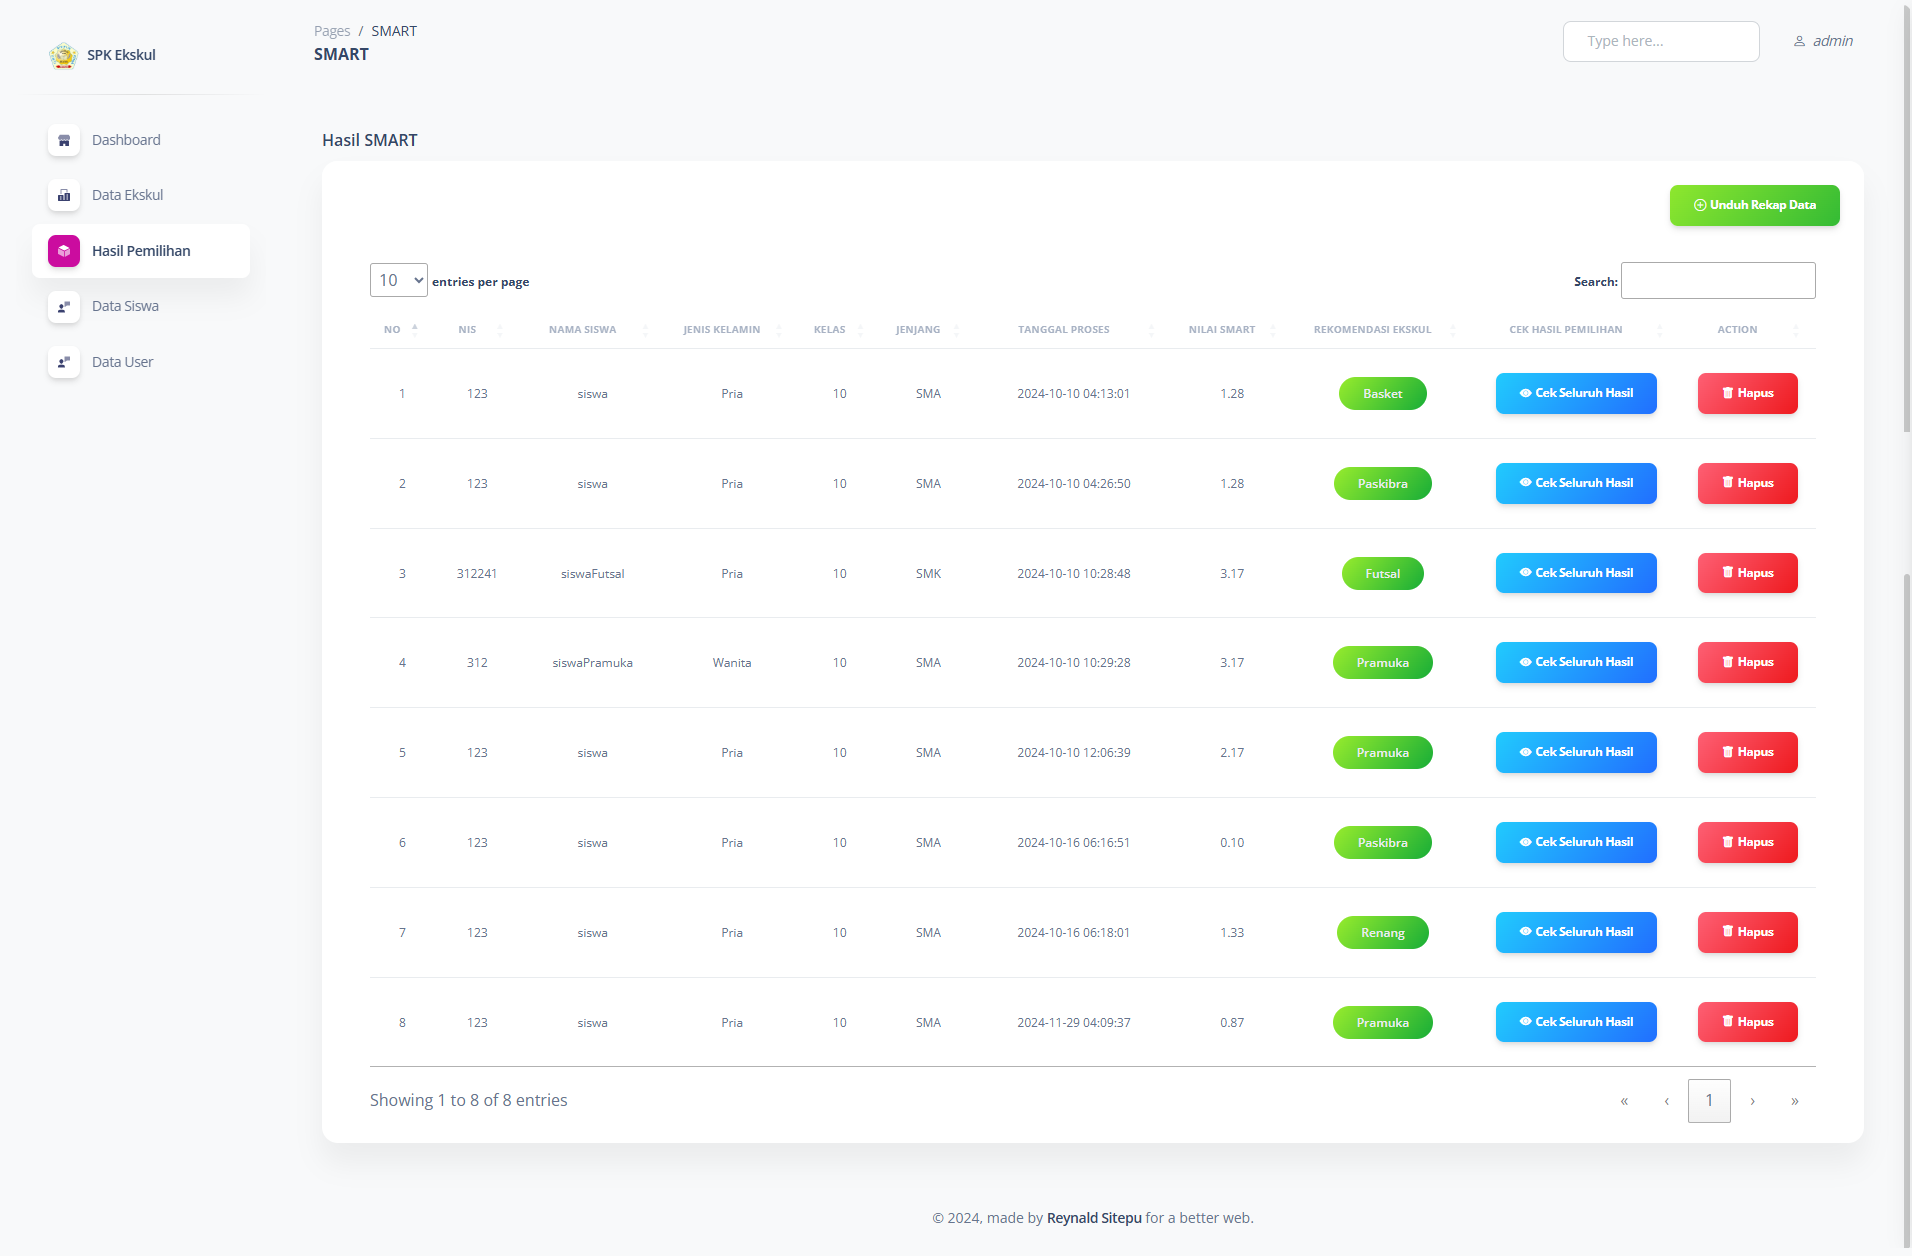 SPK Ekskul
Dashboard
Data Ekskul
Hasil Pemilihan
Data Siswa
Data User
Pages / SMART
SMART
Type here...
admin
Hasil SMART
Unduh Rekap Data
10 entries per page
Search:
NO NIS NAMA SISWA JENIS KELAMIN KELAS JENJANG TANGGAL PROSES NILAI SMART REKOMENDASI EKSKUL CEK HASIL PEMILIHAN ACTION
1 123 siswa Pria 10 SMA 2024-10-10 04:13:01 1.28 Basket Cek Seluruh Hasil Hapus
2 123 siswa Pria 10 SMA 2024-10-10 04:26:50 1.28 Paskibra Cek Seluruh Hasil Hapus
3 312241 siswaFutsal Pria 10 SMK 2024-10-10 10:28:48 3.17 Futsal Cek Seluruh Hasil Hapus
4 312 siswaPramuka Wanita 10 SMA 2024-10-10 10:29:28 3.17 Pramuka Cek Seluruh Hasil Hapus
5 123 siswa Pria 10 SMA 2024-10-10 12:06:39 2.17 Pramuka Cek Seluruh Hasil Hapus
6 123 siswa Pria 10 SMA 2024-10-16 06:16:51 0.10 Paskibra Cek Seluruh Hasil Hapus
7 123 siswa Pria 10 SMA 2024-10-16 06:18:01 1.33 Renang Cek Seluruh Hasil Hapus
8 123 siswa Pria 10 SMA 2024-11-29 04:09:37 0.87 Pramuka Cek Seluruh Hasil Hapus
Showing 1 to 8 of 8 entries
« ‹ 1 › »
© 2024, made by Reynald Sitepu for a better web.